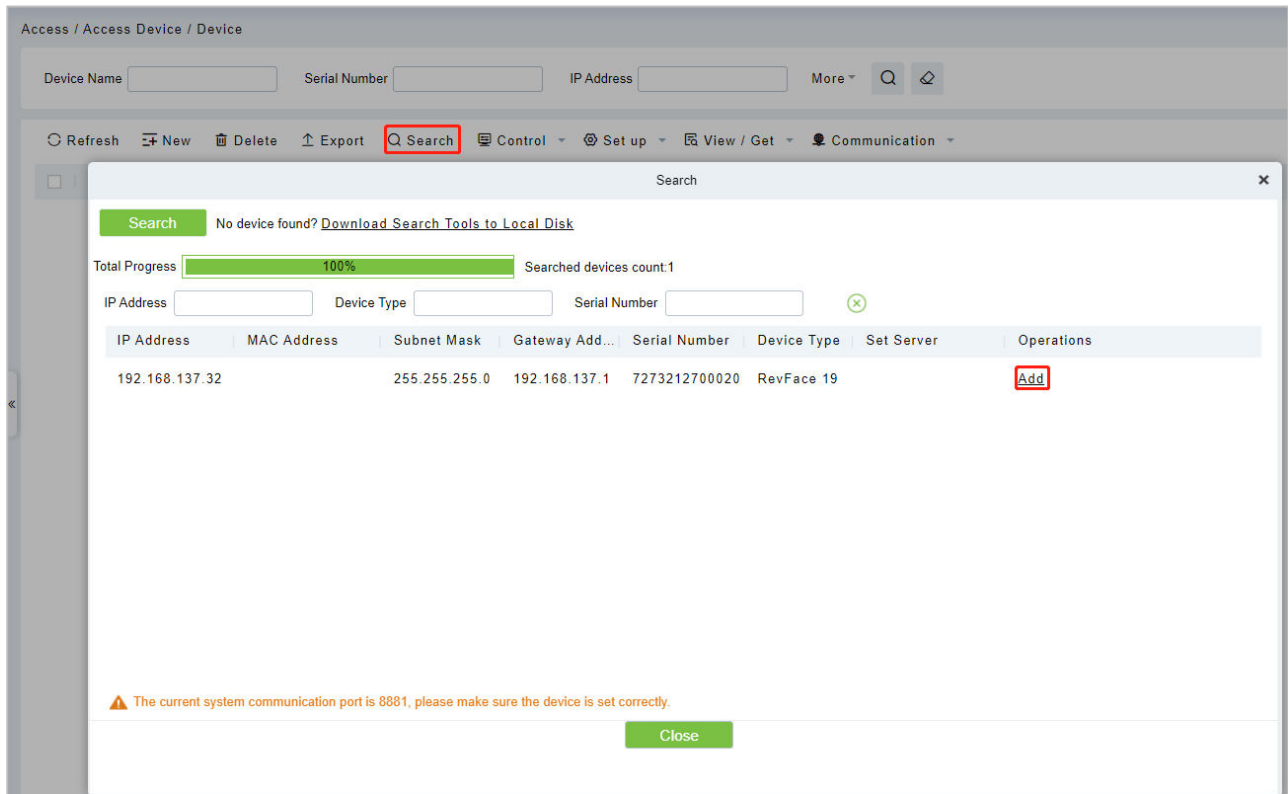 Access / Access Device / Device
Device Name Serial Number IP Address More
Refresh New Delete Export Search Control Set up View / Get Communication
Search
Search No device found? Download Search Tools to Local Disk
Total Progress 100% Searched devices count:1
IP Address Device Type Serial Number
IP Address MAC Address Subnet Mask Gateway Add... Serial Number Device Type Set Server Operations
192.168.137.32 255.255.255.0 192.168.137.1 7273212700020 RevFace 19 Add
The current system communication port is 8881, please make sure the device is set correctly.
Close